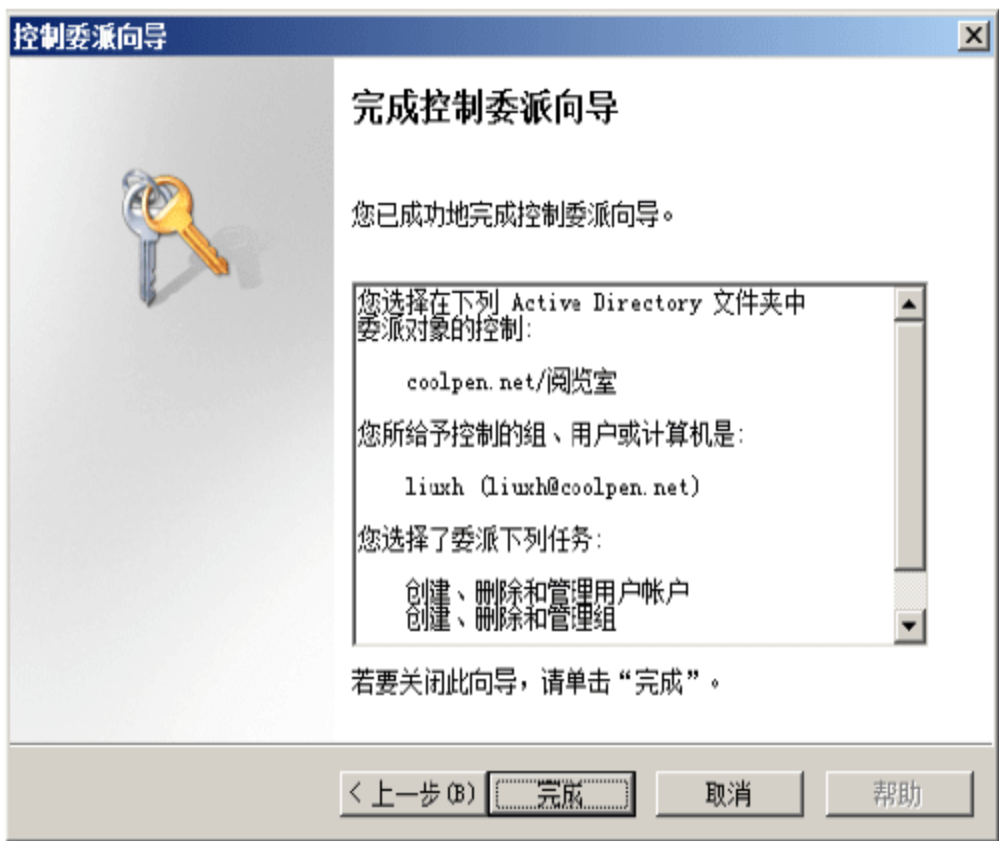 控制委派向导
完成控制委派向导
您已成功地完成控制委派向导。
您选择在下列 Active Directory 文件夹中
委派对象的控制:
coolpen.net/阅览室
您所给予控制的组、用户或计算机是:
liuxh (liuxh@coolpen.net)
您选择了委派下列任务:
创建、删除和管理用户帐户
创建、删除和管理组
若要关闭此向导，请单击“完成”。
< 上一步(B) 完成 取消 帮助